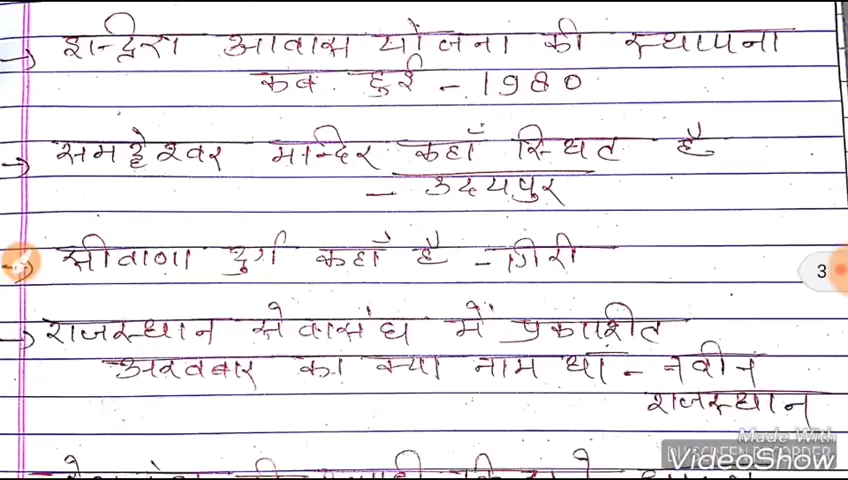 → इन्दिरा आवास योजना की स्थापना
कब हुई - 1980
→ समद्देश्वर मन्दिर कहाँ स्थित है
- उदयपुर
→ सीवाणा दुर्ग कहाँ है - गिरी
3
→ राजस्थान सेवासंघ में प्रकाशीत
अखबार का क्या नाम था - नवीन
राजस्थान
Made With
VideoShow